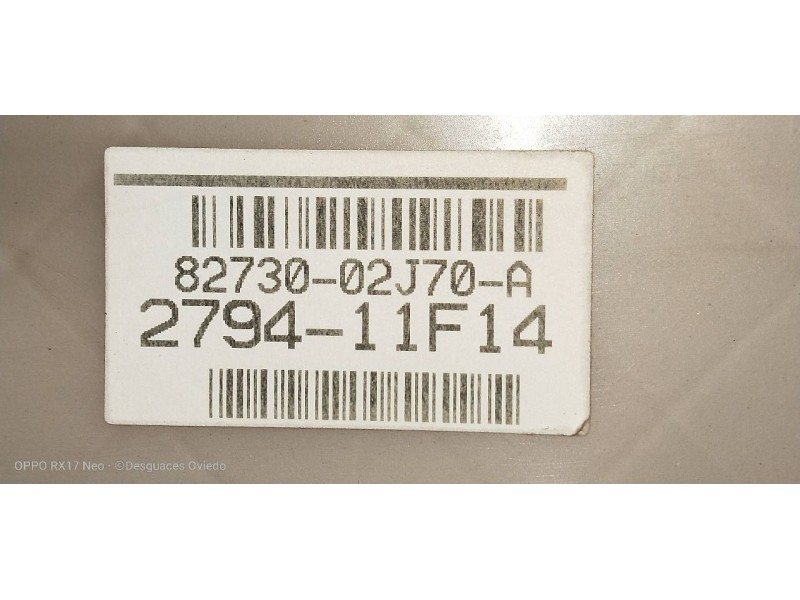 82730-02J70-A
2794-11F14
OPPO RX17 Neo · ©Desguaces Oviedo